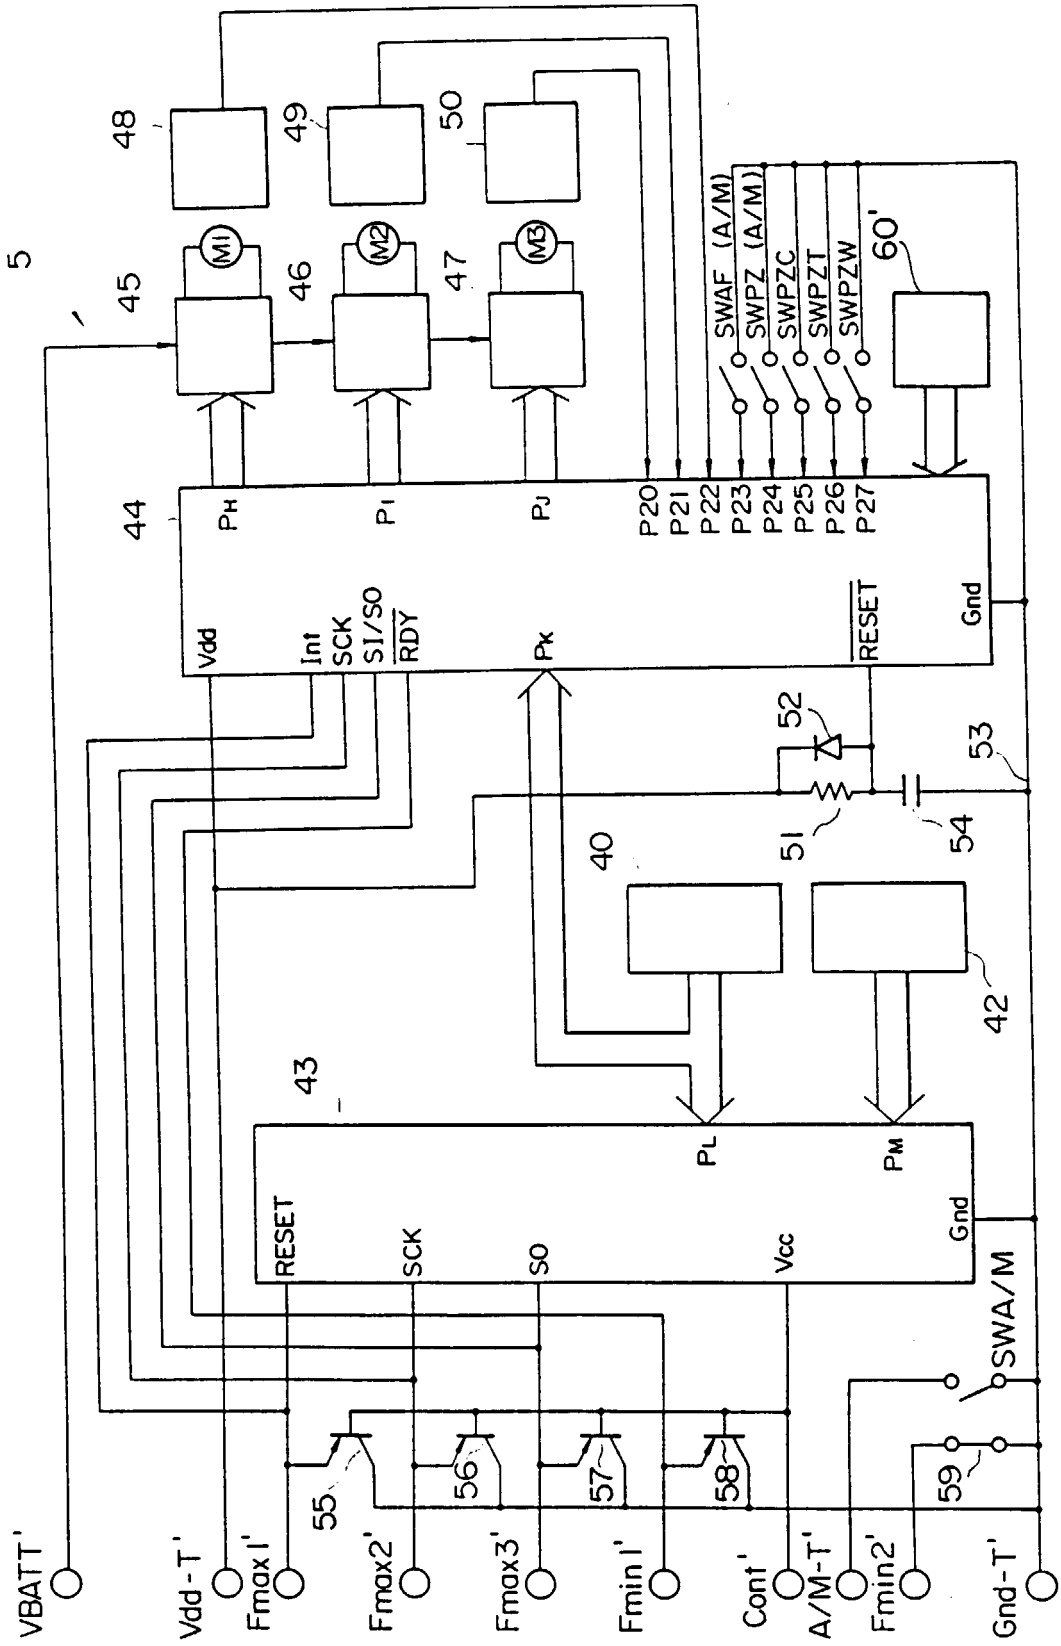 5
VBATT'
Vdd-T'
Fmax1'
Fmax2'
Fmax3'
Fmin1'
Cont'
A/M-T'
Fmin2'
Gnd-T'
55
56
57
58
59
SWA/M
43
RESET
SCK
SO
Vcc
PL
PM
Gnd
40
42
51
52
53
54
44
Vdd
Int
SCK
SI/SO
RDY
PK
RESET
Gnd
PH
PI
PJ
P20
P21
P22
P23
P24
P25
P26
P27
45
46
47
M1
M2
M3
48
49
50
SWAF (A/M)
SWPZ (A/M)
SWPZC
SWPZT
SWPZW
60'